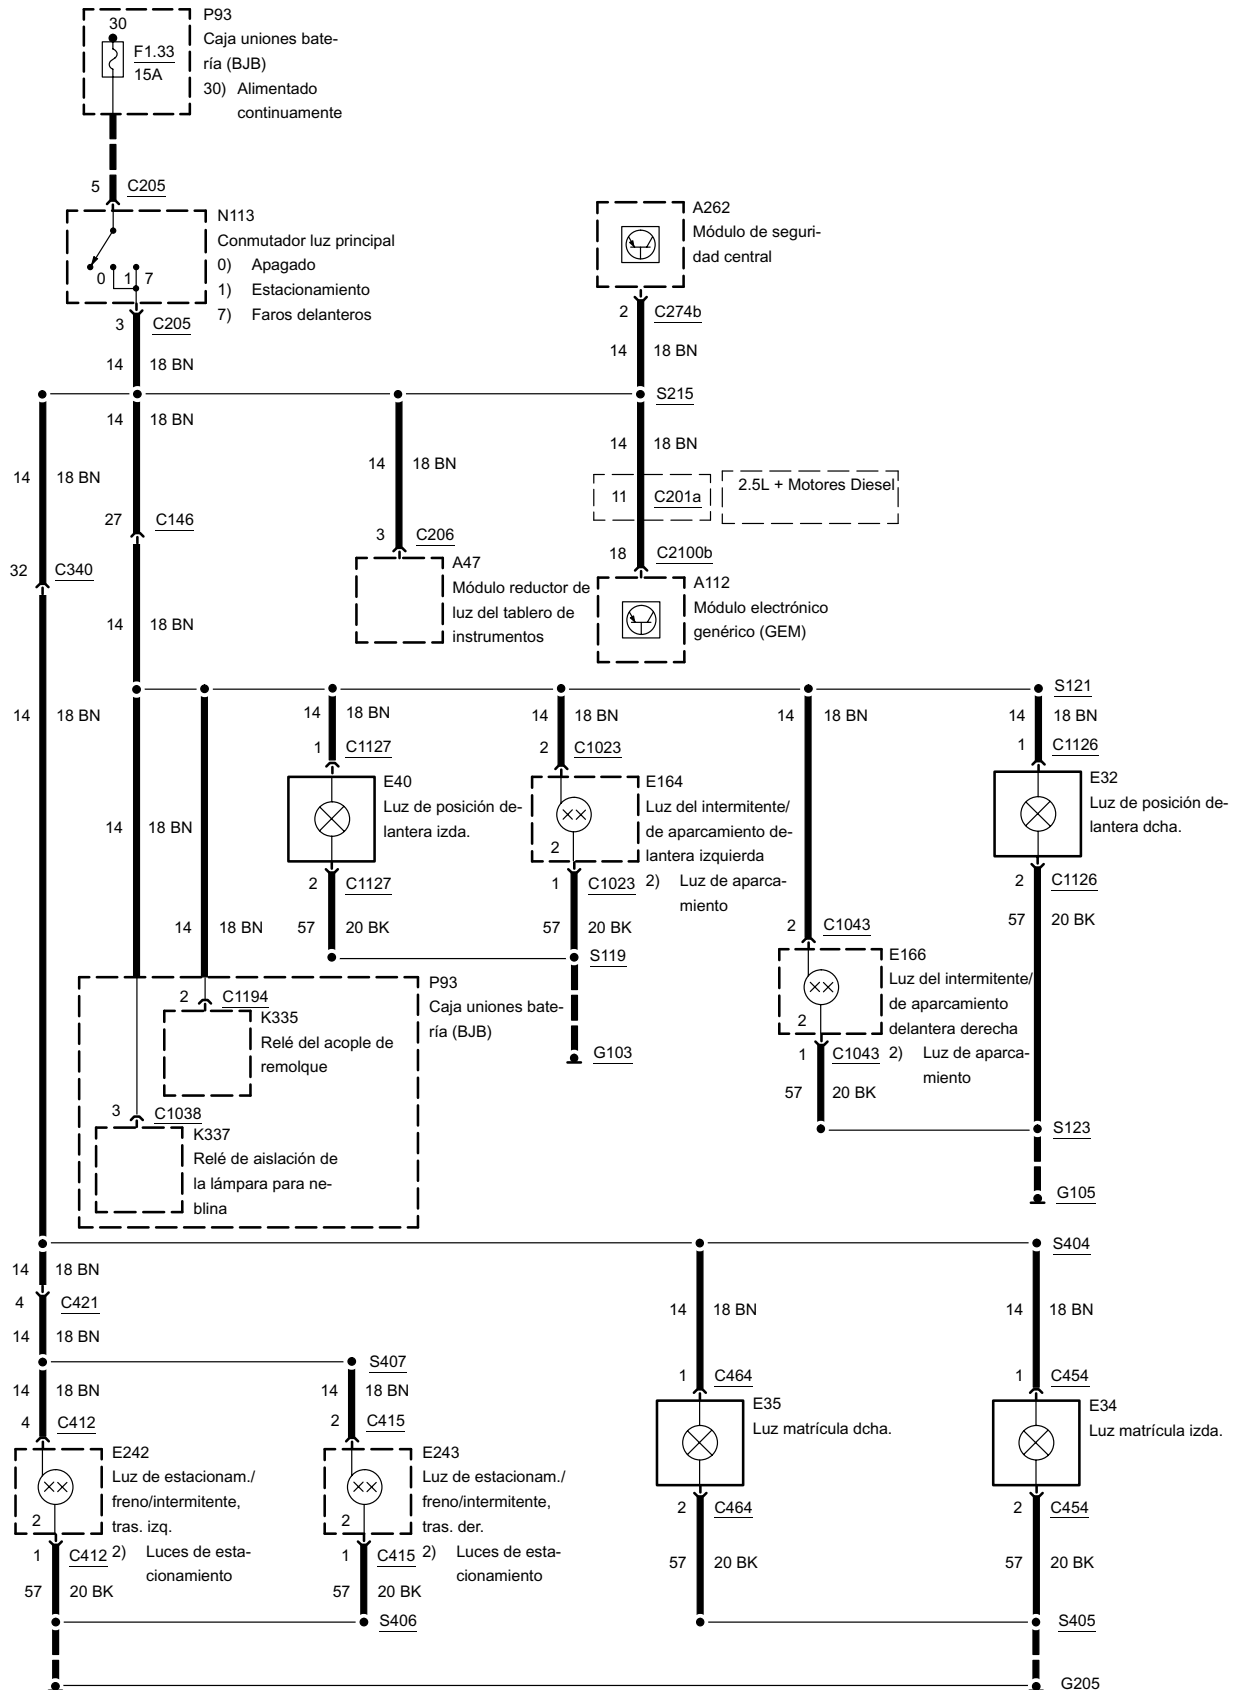 30
F1.33
15A
P93
Caja uniones bate-
ría (BJB)
30) Alimentado
continuamente
5 C205
N113
Conmutador luz principal
0) Apagado
1) Estacionamiento
7) Faros delanteros
0 1 7
3 C205
14 18 BN
A262
Módulo de seguri-
dad central
2 C274b
14 18 BN
S215
14 18 BN
14 18 BN
14 18 BN
14 18 BN
11 C201a
2.5L + Motores Diesel
27 C146
3 C206
18 C2100b
32 C340
A47
Módulo reductor de
luz del tablero de
instrumentos
A112
Módulo electrónico
genérico (GEM)
14 18 BN
S121
14 18 BN
14 18 BN
14 18 BN
14 18 BN
14 18 BN
1 C1127
2 C1023
1 C1126
E40
Luz de posición de-
lantera izda.
E164
Luz del intermitente/
de aparcamiento de-
lantera izquierda
2) Luz de aparca-
miento
2
E32
Luz de posición de-
lantera dcha.
14 18 BN
2 C1127
1 C1023
2 C1126
14 18 BN
57 20 BK
57 20 BK
57 20 BK
2 C1043
S119
E166
Luz del intermitente/
de aparcamiento
delantera derecha
2) Luz de aparca-
miento
2
P93
Caja uniones bate-
ría (BJB)
2 C1194
K335
Relé del acople de
remolque
G103
1 C1043
57 20 BK
3 C1038
K337
Relé de aislación de
la lámpara para ne-
blina
S123
G105
S404
14 18 BN
4 C421
14 18 BN
14 18 BN
14 18 BN
S407
14 18 BN
14 18 BN
1 C464
1 C454
4 C412
2 C415
E35
Luz matrícula dcha.
E34
Luz matrícula izda.
E242
Luz de estacionam./
freno/intermitente,
tras. izq.
2) Luces de esta-
cionamiento
2
E243
Luz de estacionam./
freno/intermitente,
tras. der.
2) Luces de esta-
cionamiento
2
2 C464
2 C454
1 C412
1 C415
57 20 BK
57 20 BK
57 20 BK
57 20 BK
S406
S405
G205